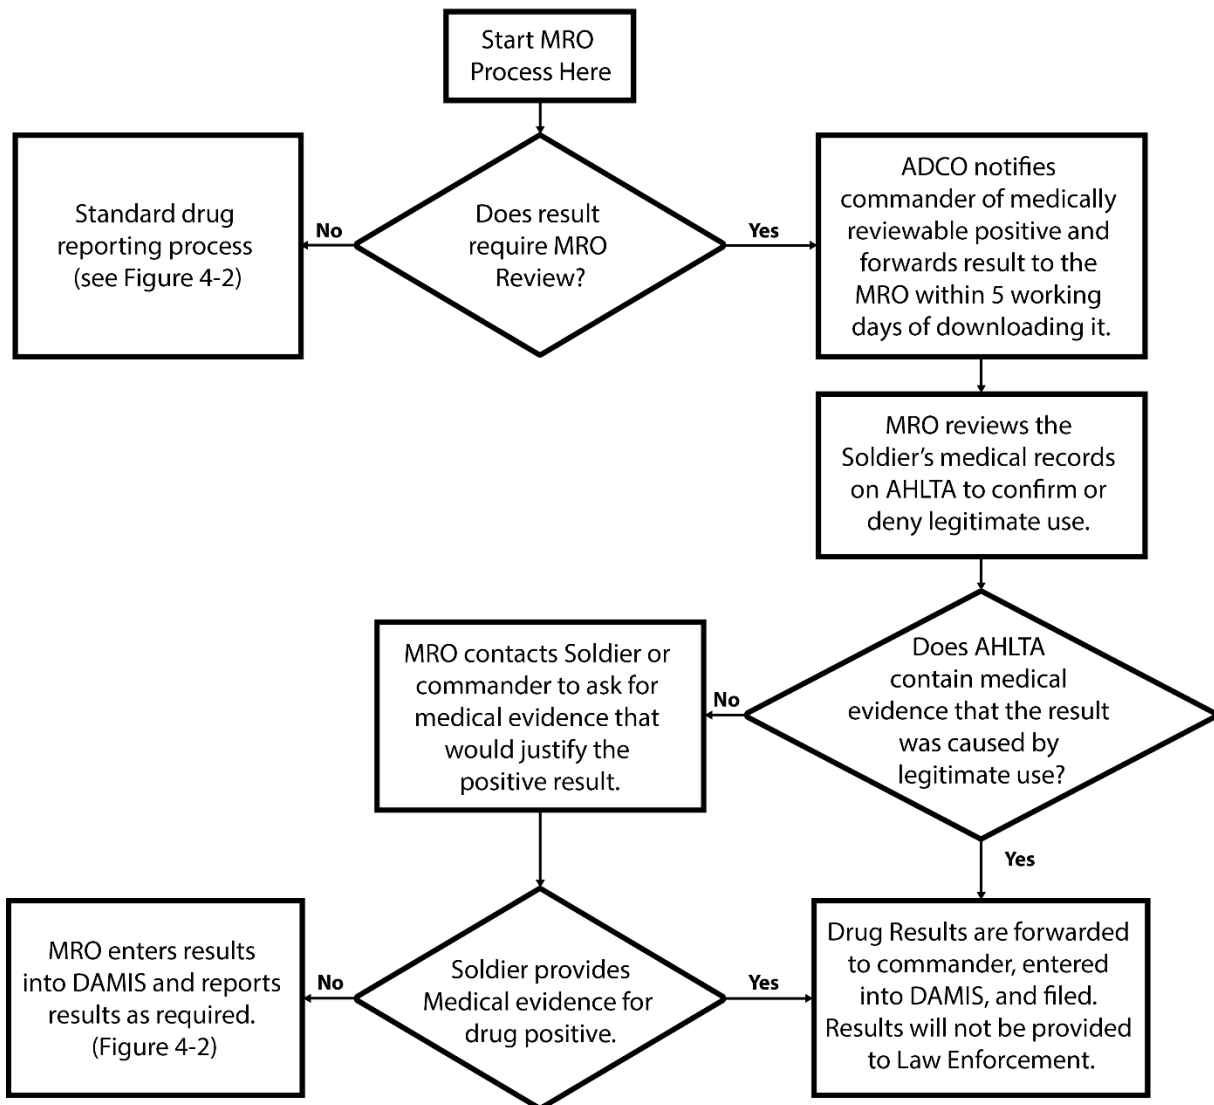 Start MRO
Process Here
Standard drug
reporting process
(see Figure 4-2)
No
Does result
require MRO
Review?
Yes
ADCO notifies
commander of medically
reviewable positive and
forwards result to the
MRO within 5 working
days of downloading it.
MRO reviews the
Soldier’s medical records
on AHLTA to confirm or
deny legitimate use.
Does AHLTA
contain medical
evidence that the result
was caused by
legitimate use?
No
MRO contacts Soldier or
commander to ask for
medical evidence that
would justify the
positive result.
Yes
MRO enters results
into DAMIS and reports
results as required.
(Figure 4-2)
No
Soldier provides
Medical evidence for
drug positive.
Yes
Drug Results are forwarded
to commander, entered
into DAMIS, and filed.
Results will not be provided
to Law Enforcement.